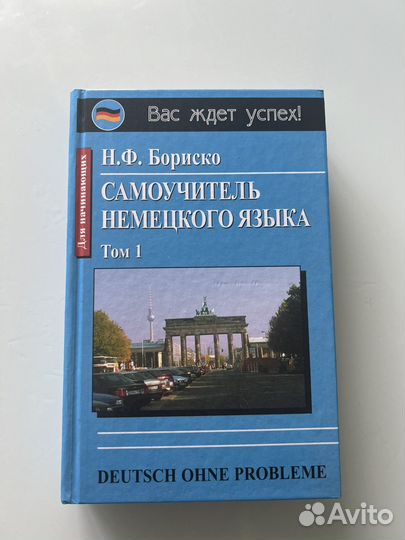 Вас ждет успех!
Для начинающих
Н.Ф. Бориско
САМОУЧИТЕЛЬ
НЕМЕЦКОГО ЯЗЫКА
Том 1
DEUTSCH OHNE PROBLEME
Avito